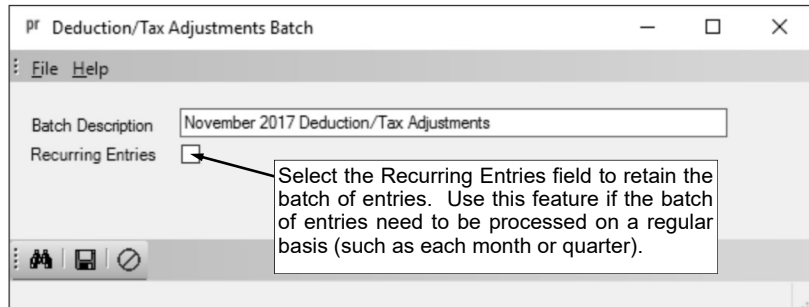 pr Deduction/Tax Adjustments Batch
File Help
Batch Description November 2017 Deduction/Tax Adjustments
Recurring Entries
Select the Recurring Entries field to retain the
batch of entries. Use this feature if the batch
of entries need to be processed on a regular
basis (such as each month or quarter).